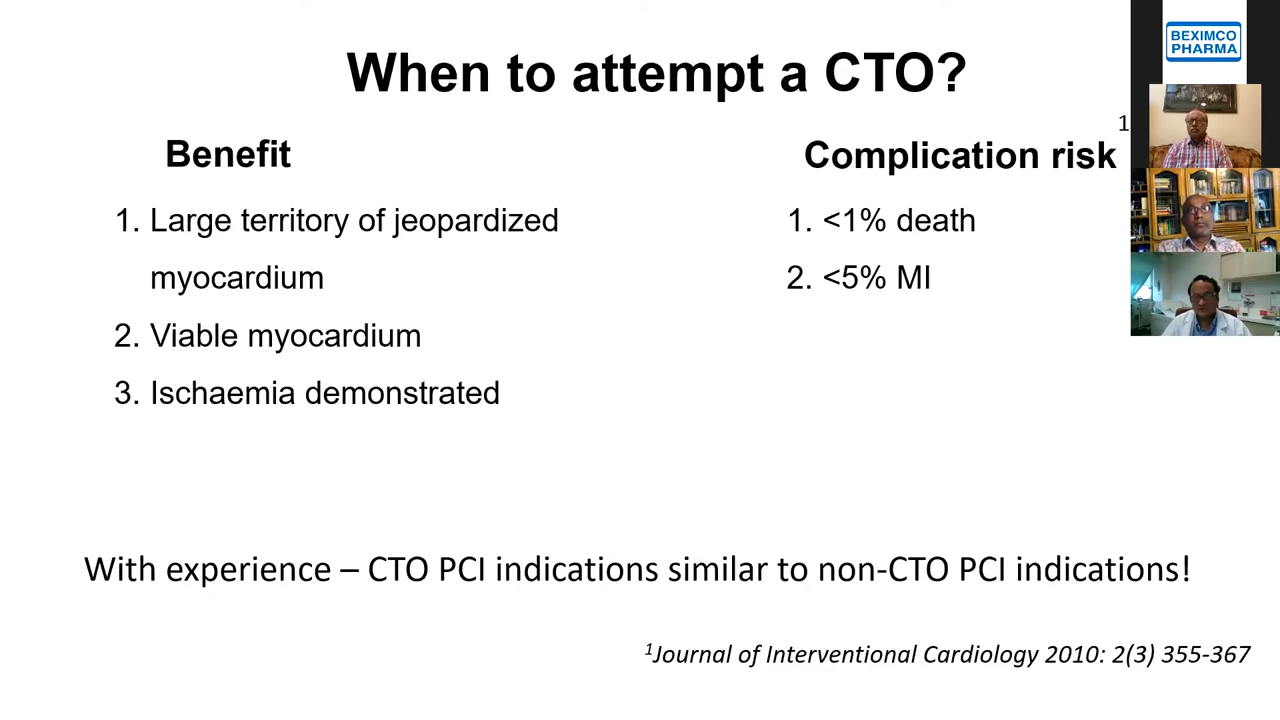 When to attempt a CTO?
BEXIMCO
PHARMA
Benefit
1. Large territory of jeopardized
myocardium
2. Viable myocardium
3. Ischaemia demonstrated
Complication risk 1
1. <1% death
2. <5% MI
With experience – CTO PCI indications similar to non-CTO PCI indications!
1Journal of Interventional Cardiology 2010: 2(3) 355-367